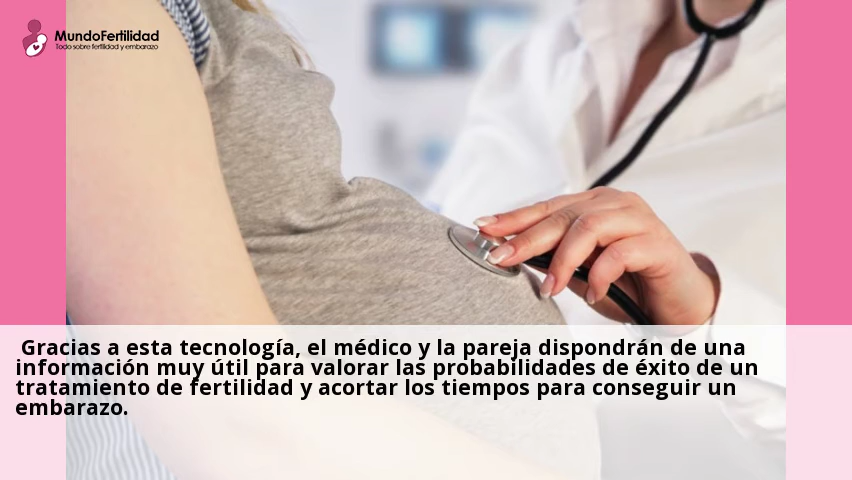 MundoFertilidad
Todo sobre fertilidad y embarazo
Gracias a esta tecnología, el médico y la pareja dispondrán de una
información muy útil para valorar las probabilidades de éxito de un
tratamiento de fertilidad y acortar los tiempos para conseguir un
embarazo.